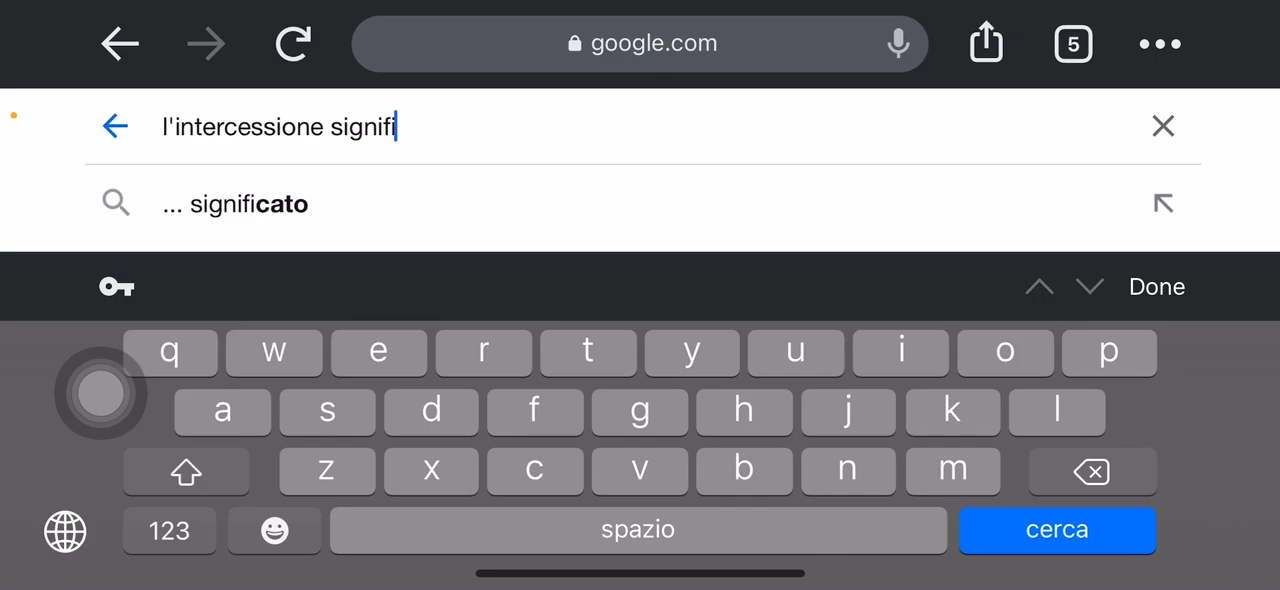 google.com
5
l'intercessione signifi
... significato
Done
q w e r t y u i o p
a s d f g h j k l
z x c v b n m
123 spazio cerca